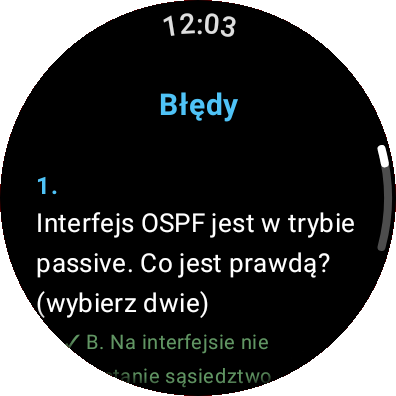 12:03
Błędy
1.
Interfejs OSPF jest w trybie
passive. Co jest prawdą?
(wybierz dwie)
✓ B. Na interfejsie nie
sąsiedztwo